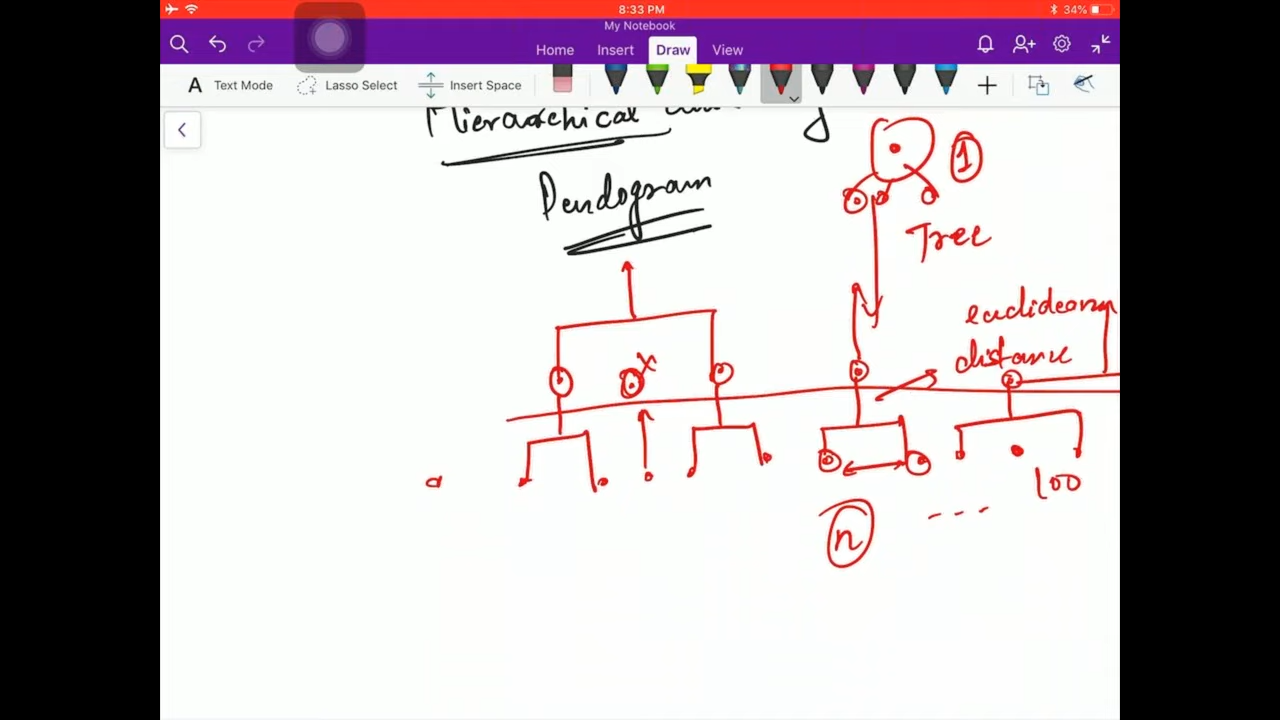 8:33 PM
34%
My Notebook
Home Insert Draw View
A Text Mode Lasso Select Insert Space
Hierarchical
1
Dendogram
Tree
euclidean
distance
x
100
n